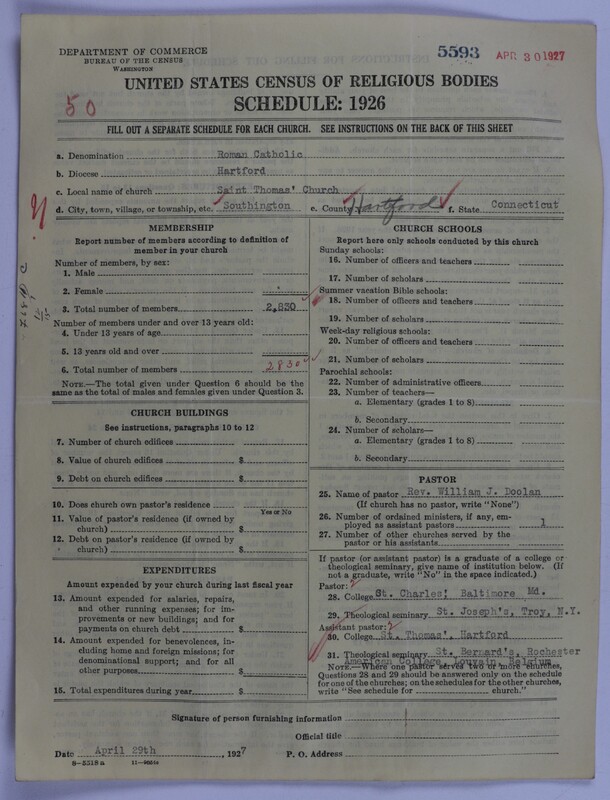 DEPARTMENT OF COMMERCE
BUREAU OF THE CENSUS
WASHINGTON
5593 APR 30 1927
50
UNITED STATES CENSUS OF RELIGIOUS BODIES
SCHEDULE: 1926
FILL OUT A SEPARATE SCHEDULE FOR EACH CHURCH. SEE INSTRUCTIONS ON THE BACK OF THIS SHEET
a. Denomination Roman Catholic
b. Diocese Hartford
c. Local name of church Saint Thomas' Church
d. City, town, village, or township, etc. Southington e. County Hartford f. State Connecticut
MEMBERSHIP
Report number of members according to definition of
member in your church
Number of members, by sex:
1. Male
2. Female
3. Total number of members 2,830
Number of members under and over 13 years old:
4. Under 13 years of age
5. 13 years old and over
6. Total number of members 2830
NOTE.—The total given under Question 6 should be the
same as the total of males and females given under Question 3.
CHURCH BUILDINGS
See instructions, paragraphs 10 to 12
7. Number of church edifices
8. Value of church edifices $
9. Debt on church edifices $
10. Does church own pastor's residence
Yes or No
11. Value of pastor's residence (if owned by
church) $
12. Debt on pastor's residence (if owned by
church) $
EXPENDITURES
Amount expended by your church during last fiscal year
13. Amount expended for salaries, repairs,
and other running expenses; for im-
provements or new buildings; and for
payments on church debt $
14. Amount expended for benevolences, in-
cluding home and foreign missions; for
denominational support; and for all
other purposes $
15. Total expenditures during year $
CHURCH SCHOOLS
Report here only schools conducted by this church
Sunday schools:
16. Number of officers and teachers
17. Number of scholars
Summer vacation Bible schools:
18. Number of officers and teachers
19. Number of scholars
Week-day religious schools:
20. Number of officers and teachers
21. Number of scholars
Parochial schools:
22. Number of administrative officers
23. Number of teachers—
a. Elementary (grades 1 to 8)
b. Secondary
24. Number of scholars—
a. Elementary (grades 1 to 8)
b. Secondary
PASTOR
25. Name of pastor Rev. William J. Doolan
(If church has no pastor, write "None")
26. Number of ordained ministers, if any, em-
ployed as assistant pastors 1
27. Number of other churches served by the
pastor or his assistants
If pastor (or assistant pastor) is a graduate of a college or
theological seminary, give name of institution below. (If
not a graduate, write "No" in the space indicated.)
Pastor: 2
28. College St. Charles' Baltimore Md.
29. Theological seminary St. Joseph's, Troy, N.Y.
Assistant pastor: 2
30. College St. Thomas', Hartford
31. Theological seminary St. Bernard's, Rochester
American College, Louvain, Belgium
NOTE.—Where one pastor serves two or more churches,
Questions 28 and 29 should be answered only on the schedule
for one of the churches; on the schedules for the other churches,
write "See schedule for church."
Signature of person furnishing information
Official title
Date April 29th, 1927 P. O. Address
8-5318a